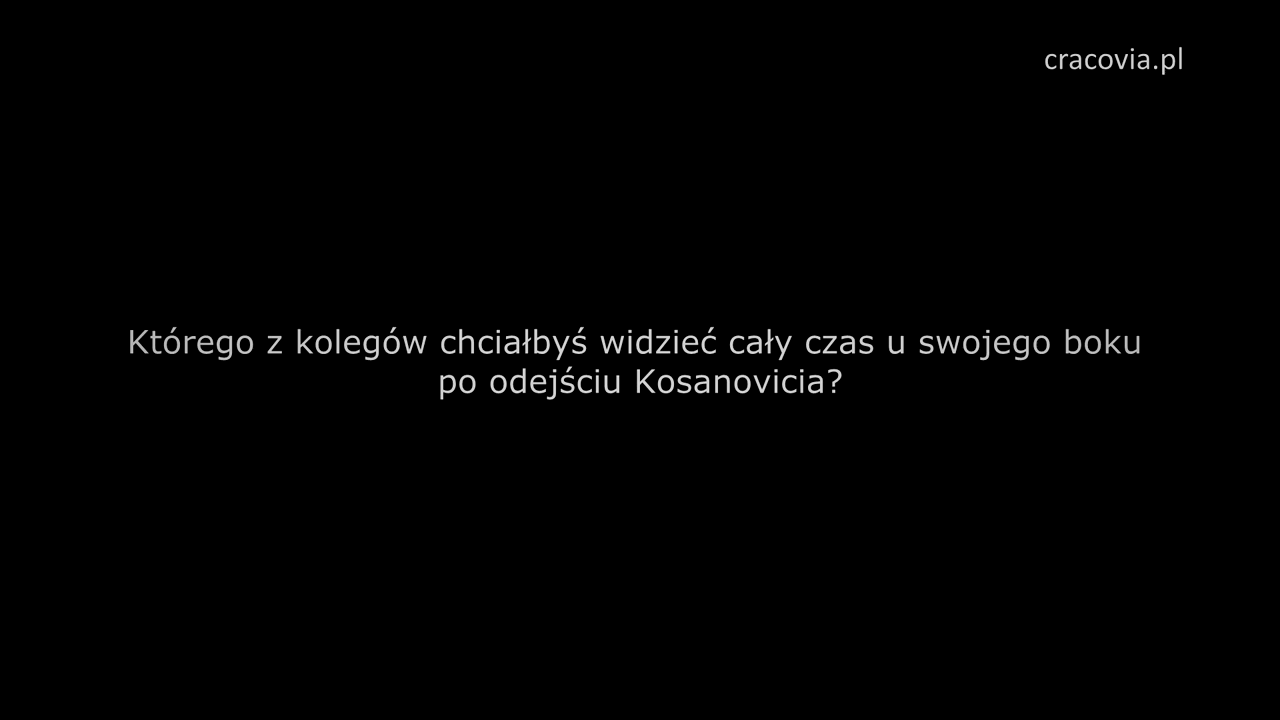 cracovia.pl
Którego z kolegów chciałbyś widzieć cały czas u swojego boku
po odejściu Kosanovicia?